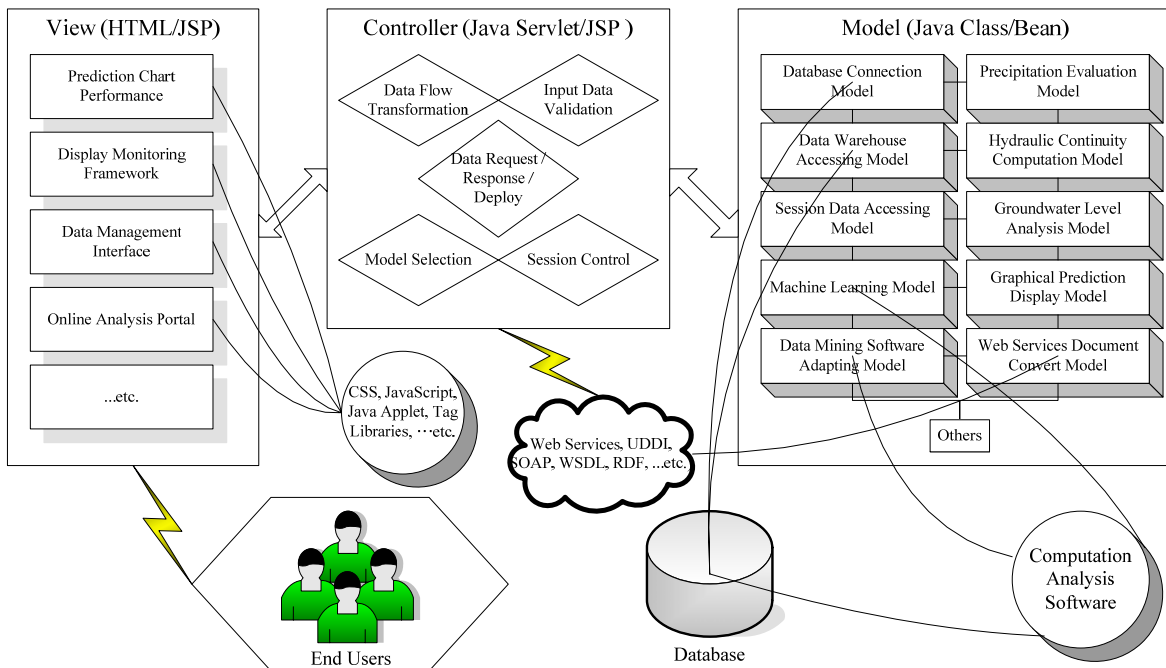 View (HTML/JSP)
Prediction Chart
Performance
Display Monitoring
Framework
Data Management
Interface
Online Analysis Portal
...etc.
Controller (Java Servlet/JSP )
Data Flow
Transformation
Input Data
Validation
Data Request /
Response /
Deploy
Model Selection
Session Control
Model (Java Class/Bean)
Database Connection
Model
Precipitation Evaluation
Model
Data Warehouse
Accessing Model
Hydraulic Continuity
Computation Model
Session Data Accessing
Model
Groundwater Level
Analysis Model
Machine Learning Model
Graphical Prediction
Display Model
Data Mining Software
Adapting Model
Web Services Document
Convert Model
Others
CSS, JavaScript,
Java Applet, Tag
Libraries, …etc.
Web Services, UDDI,
SOAP, WSDL, RDF, ...etc.
End Users
Database
Computation
Analysis
Software